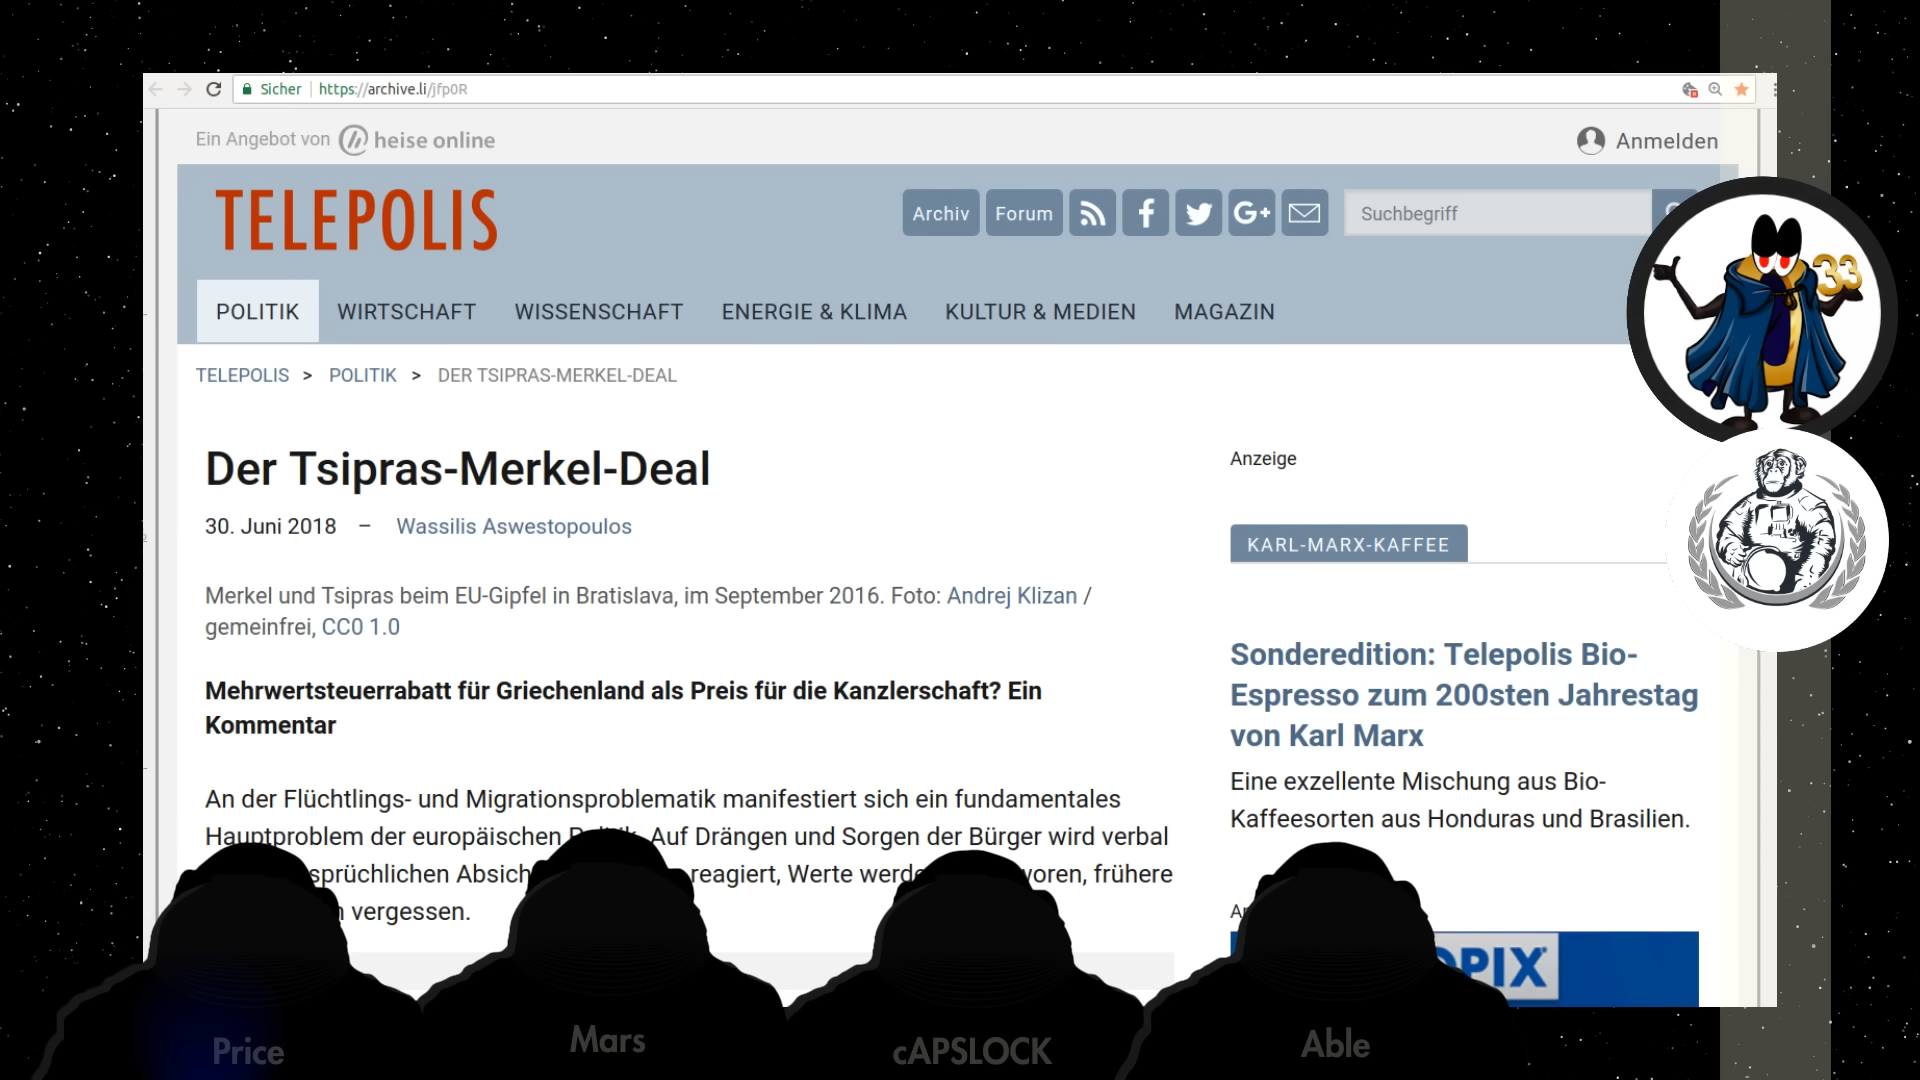 Sicher
https://archive.li/jfp0R
Ein Angebot von heise online
Anmelden
TELEPOLIS
Archiv
Forum
G+
Suchbegriff
33
POLITIK
WIRTSCHAFT
WISSENSCHAFT
ENERGIE & KLIMA
KULTUR & MEDIEN
MAGAZIN
TELEPOLIS > POLITIK > DER TSIPRAS-MERKEL-DEAL
Der Tsipras-Merkel-Deal
30. Juni 2018 – Wassilis Aswestopoulos
Merkel und Tsipras beim EU-Gipfel in Bratislava, im September 2016. Foto: Andrej Klizan /
gemeinfrei, CC0 1.0
Mehrwertsteuerrabatt für Griechenland als Preis für die Kanzlerschaft? Ein
Kommentar
An der Flüchtlings- und Migrationsproblematik manifestiert sich ein fundamentales
Hauptproblem der europäischen Auf Drängen und Sorgen der Bürger wird verbal
reagiert, Werte frühere
vergessen.
Anzeige
KARL-MARX-KAFFEE
Sonderedition: Telepolis Bio-
Espresso zum 200sten Jahrestag
von Karl Marx
Eine exzellente Mischung aus Bio-
Kaffeesorten aus Honduras und Brasilien.
Price
Mars
cAPSLOCK
Able